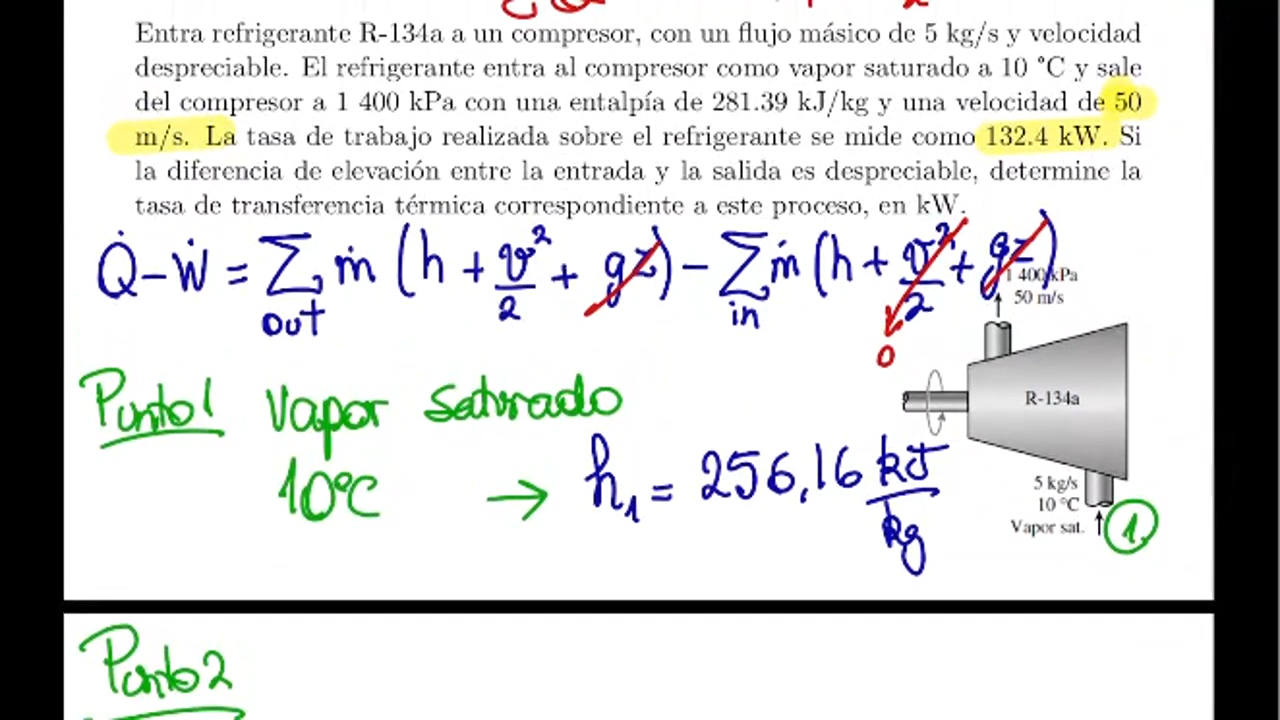 Entra refrigerante R-134a a un compresor, con un flujo másico de 5 kg/s y velocidad
despreciable. El refrigerante entra al compresor como vapor saturado a 10 °C y sale
del compresor a 1 400 kPa con una entalpía de 281.39 kJ/kg y una velocidad de 50
m/s. La tasa de trabajo realizada sobre el refrigerante se mide como 132.4 kW. Si
la diferencia de elevación entre la entrada y la salida es despreciable, determine la
tasa de transferencia térmica correspondiente a este proceso, en kW.
Q̇ - Ẇ = ∑out ṁ (h + v²/2 + gz) - ∑in ṁ (h + v²/2 + gz)
0
1 400 kPa
50 m/s
R-134a
5 kg/s
10 °C
Vapor sat.
1
Punto 1 Vapor saturado
10°C → h₁ = 256,16 kJ/kg
Punto 2